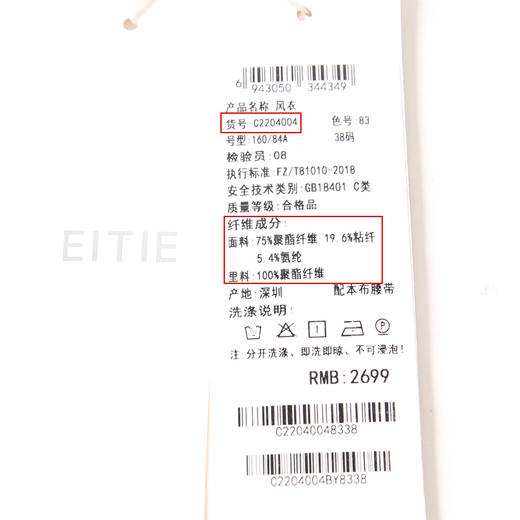 6 943050 344349
产品名称 风衣
货号:C2204004 色号:83
号型:160/84A 38码
检验员:08
执行标准:FZ/T81010-2018
安全技术类别:GB18401 C类
质量等级:合格品
纤维成分:
面料:75%聚酯纤维 19.6%粘纤
5.4%氨纶
里料:100%聚酯纤维
EITIE
产地:深圳 配本布腰带
洗涤说明:
P
注:分开洗涤、即洗即晾、不可浸泡!
RMB:2699
C22040048338
C2204004BY8338